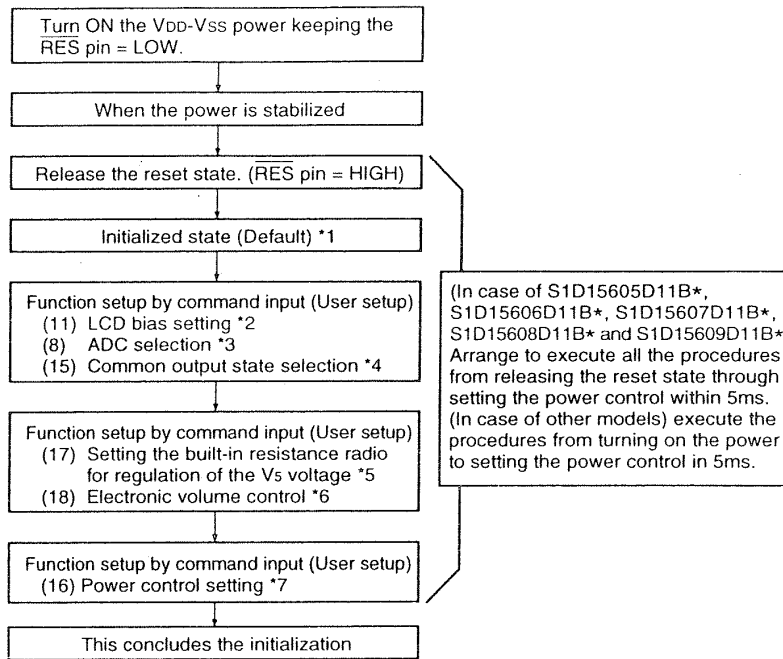 Turn ON the VDD-VSS power keeping the
RES pin = LOW.
When the power is stabilized
Release the reset state. (RES pin = HIGH)
Initialized state (Default) *1
Function setup by command input (User setup)
(11) LCD bias setting *2
(8) ADC selection *3
(15) Common output state selection *4
Function setup by command input (User setup)
(17) Setting the built-in resistance radio
for regulation of the V5 voltage *5
(18) Electronic volume control *6
Function setup by command input (User setup)
(16) Power control setting *7
This concludes the initialization
(In case of S1D15605D11B*,
S1D15606D11B*, S1D15607D11B*,
S1D15608D11B* and S1D15609D11B*
Arrange to execute all the procedures
from releasing the reset state through
setting the power control within 5ms.
(In case of other models) execute the
procedures from turning on the power
to setting the power control in 5ms.